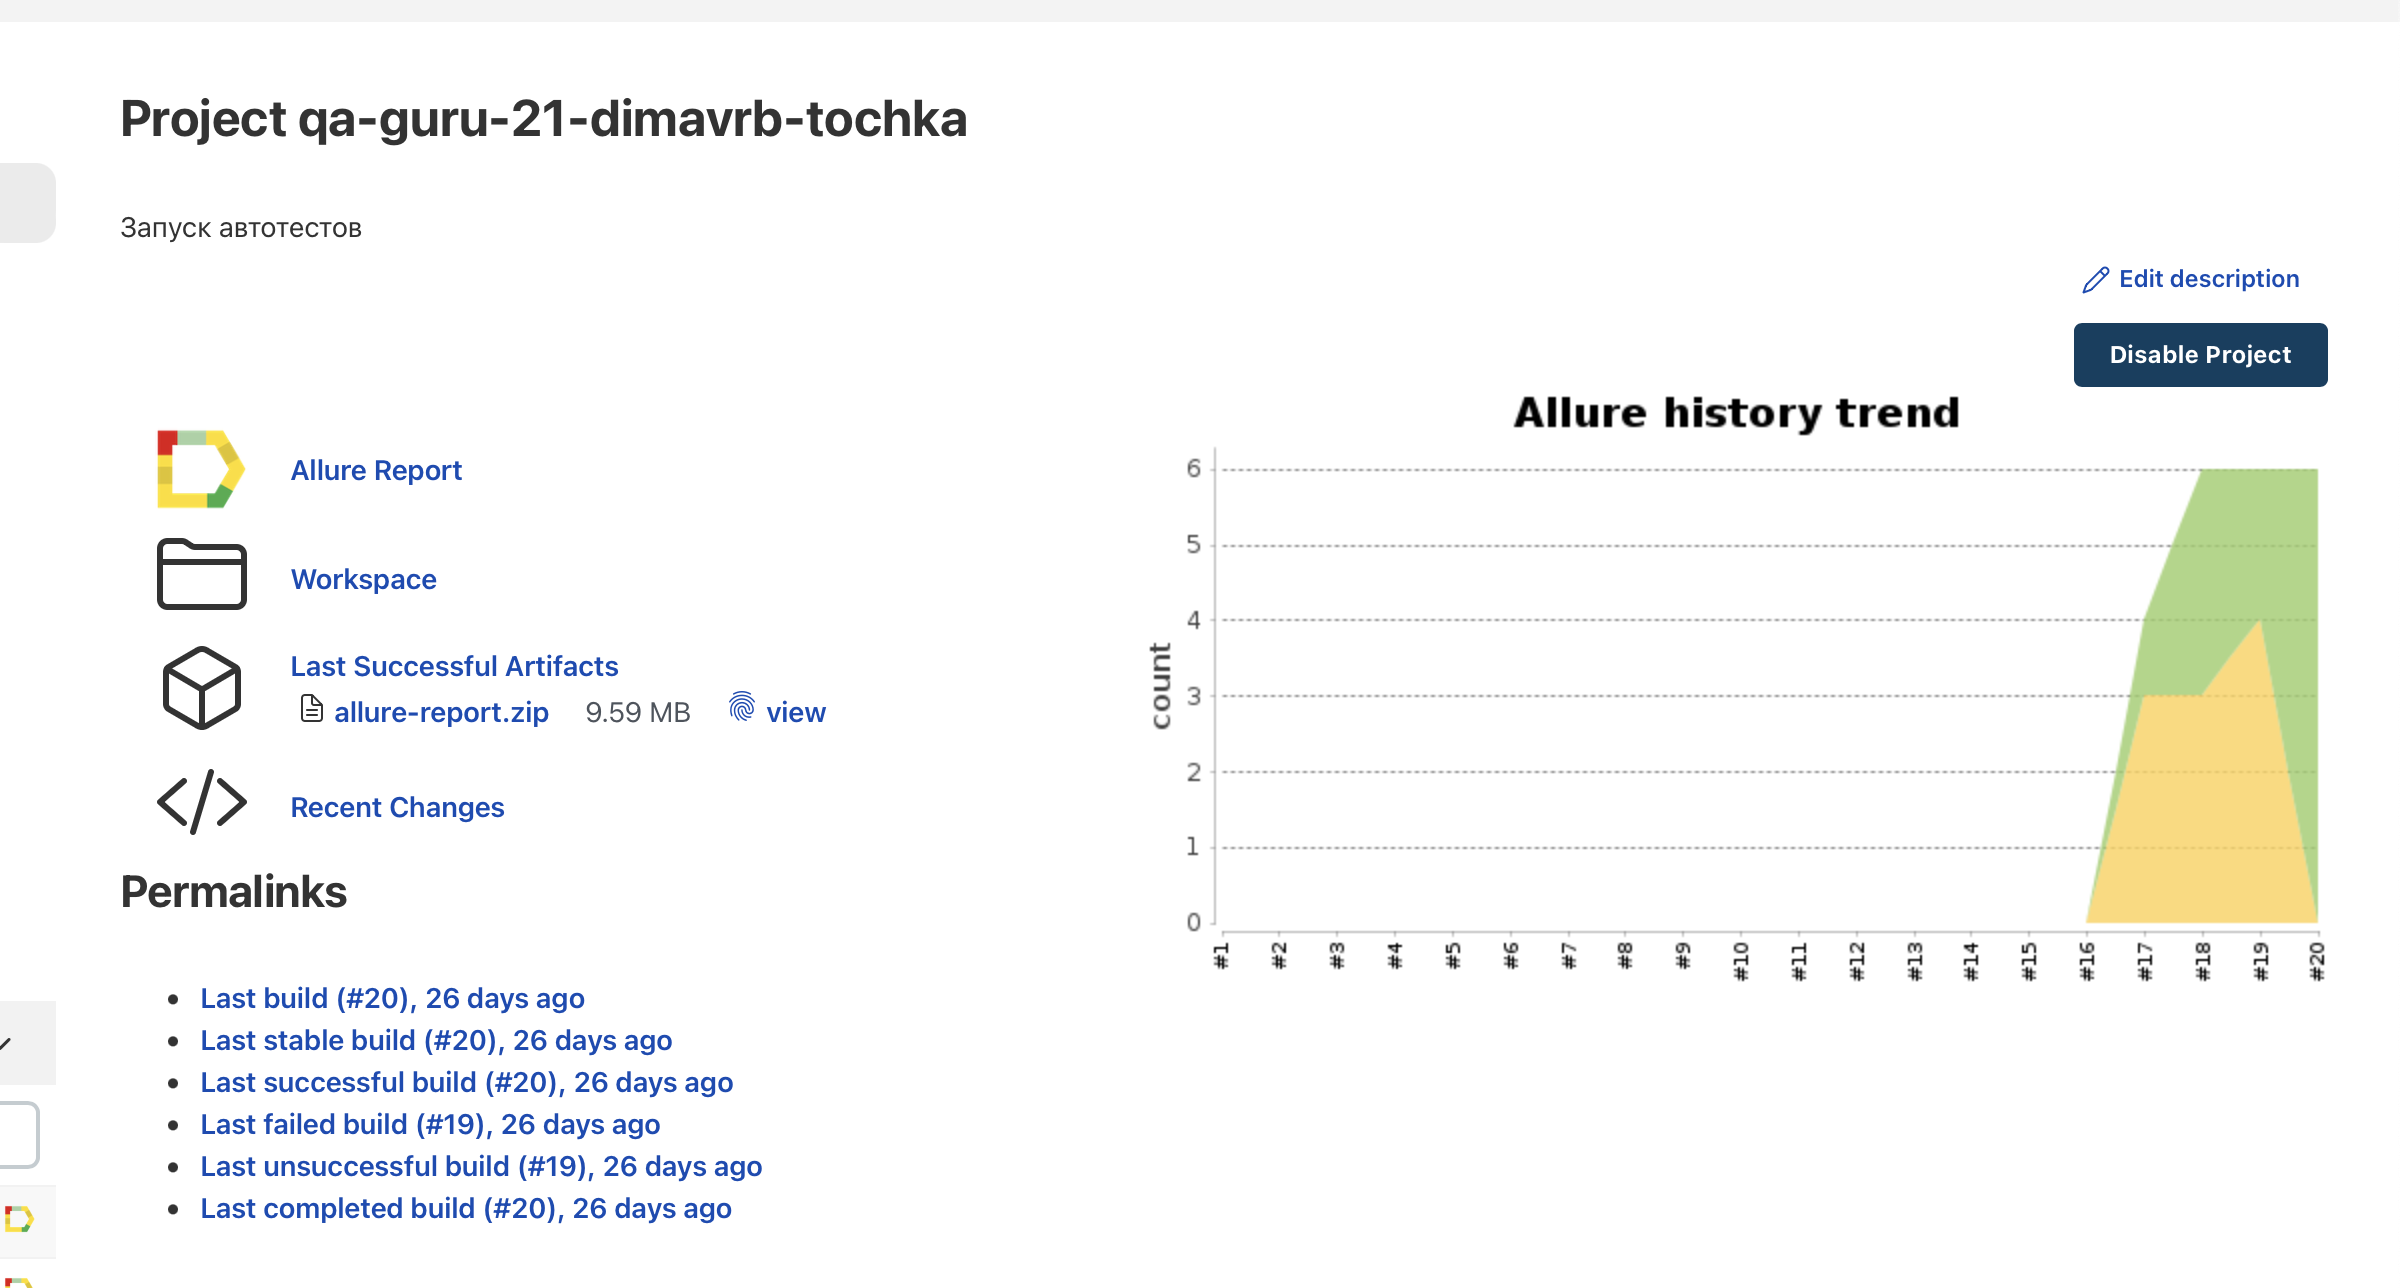 Project qa-guru-21-dimavrb-tochka
Запуск автотестов
Edit description
Disable Project
Allure Report
Workspace
Last Successful Artifacts
allure-report.zip 9.59 MB view
Recent Changes
Permalinks
Last build (#20), 26 days ago
Last stable build (#20), 26 days ago
Last successful build (#20), 26 days ago
Last failed build (#19), 26 days ago
Last unsuccessful build (#19), 26 days ago
Last completed build (#20), 26 days ago
Allure history trend
count
6
5
4
3
2
1
0
#1 #2 #3 #4 #5 #6 #7 #8 #9 #10 #11 #12 #13 #14 #15 #16 #17 #18 #19 #20